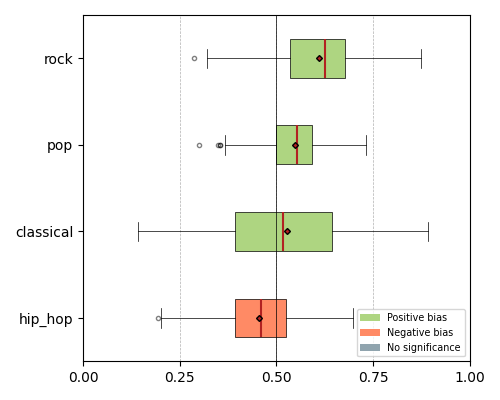 rock
pop
classical
hip_hop
Positive bias
Negative bias
No significance
0.00 0.25 0.50 0.75 1.00